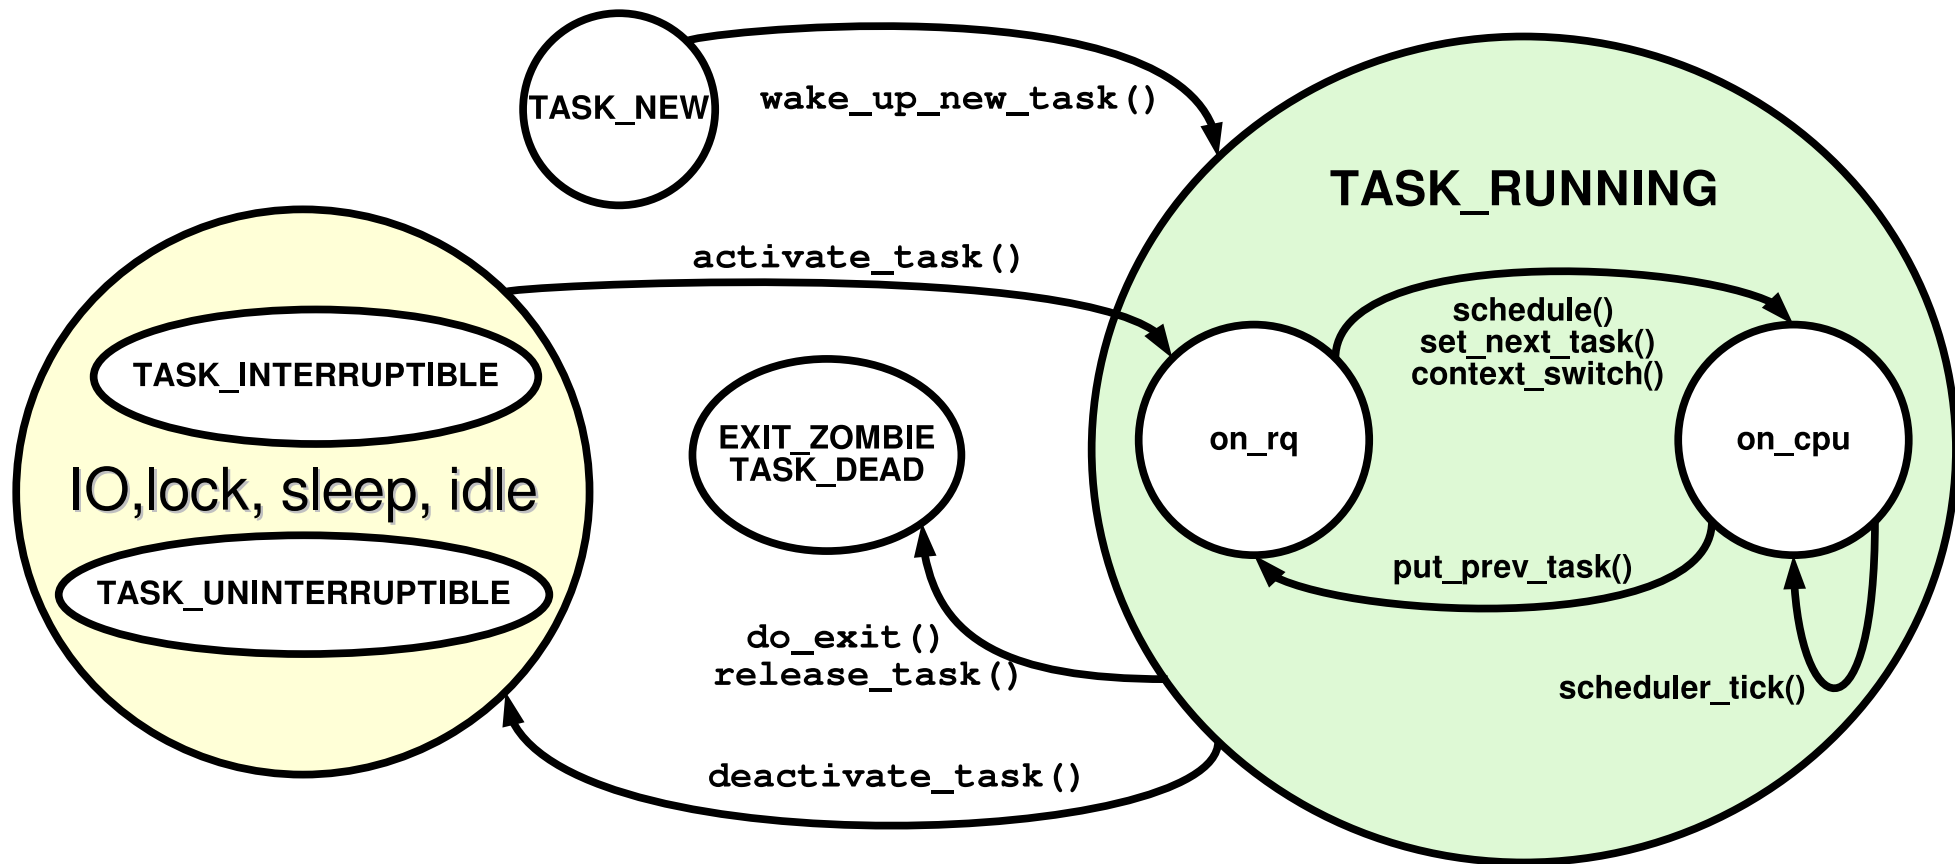 TASK_NEW
wake_up_new_task()
TASK_RUNNING
activate_task()
schedule()
set_next_task()
context_switch()
TASK_INTERRUPTIBLE
IO,lock, sleep, idle
TASK_UNINTERRUPTIBLE
EXIT_ZOMBIE
TASK_DEAD
on_rq
on_cpu
put_prev_task()
do_exit()
release_task()
scheduler_tick()
deactivate_task()